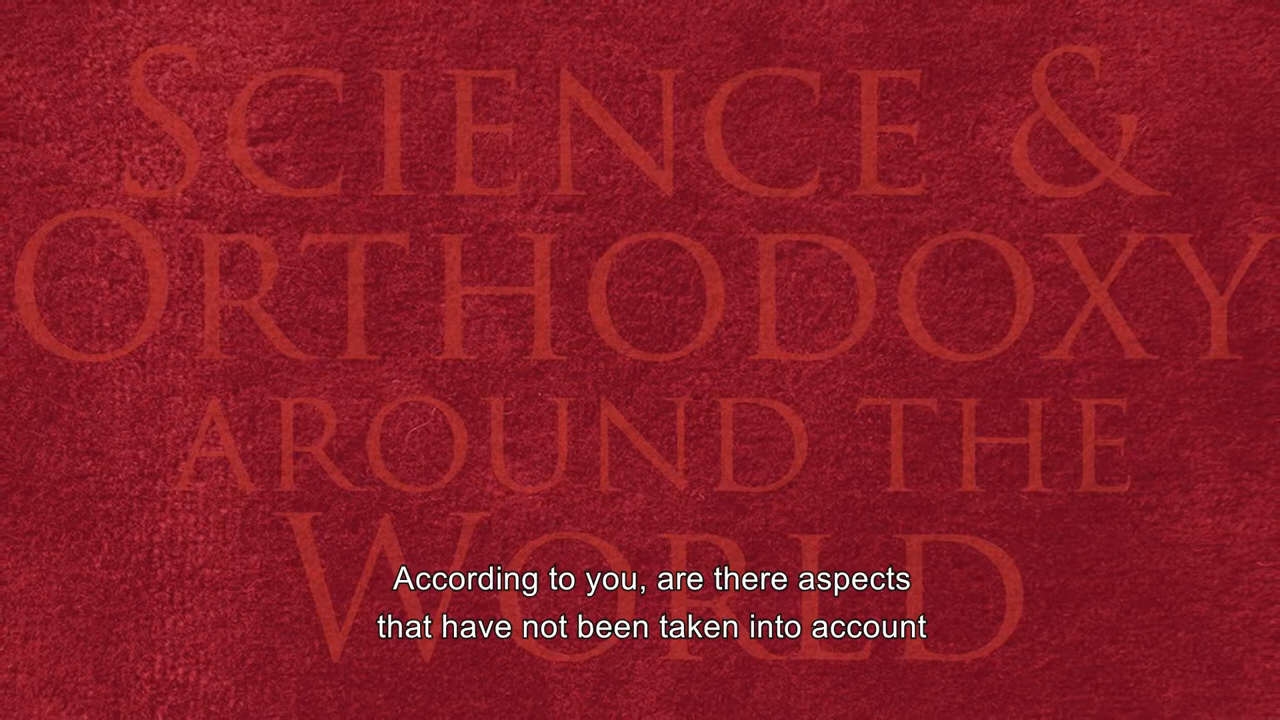 SCIENCE &
ORTHODOXY
AROUND THE
WORLD
According to you, are there aspects
that have not been taken into account